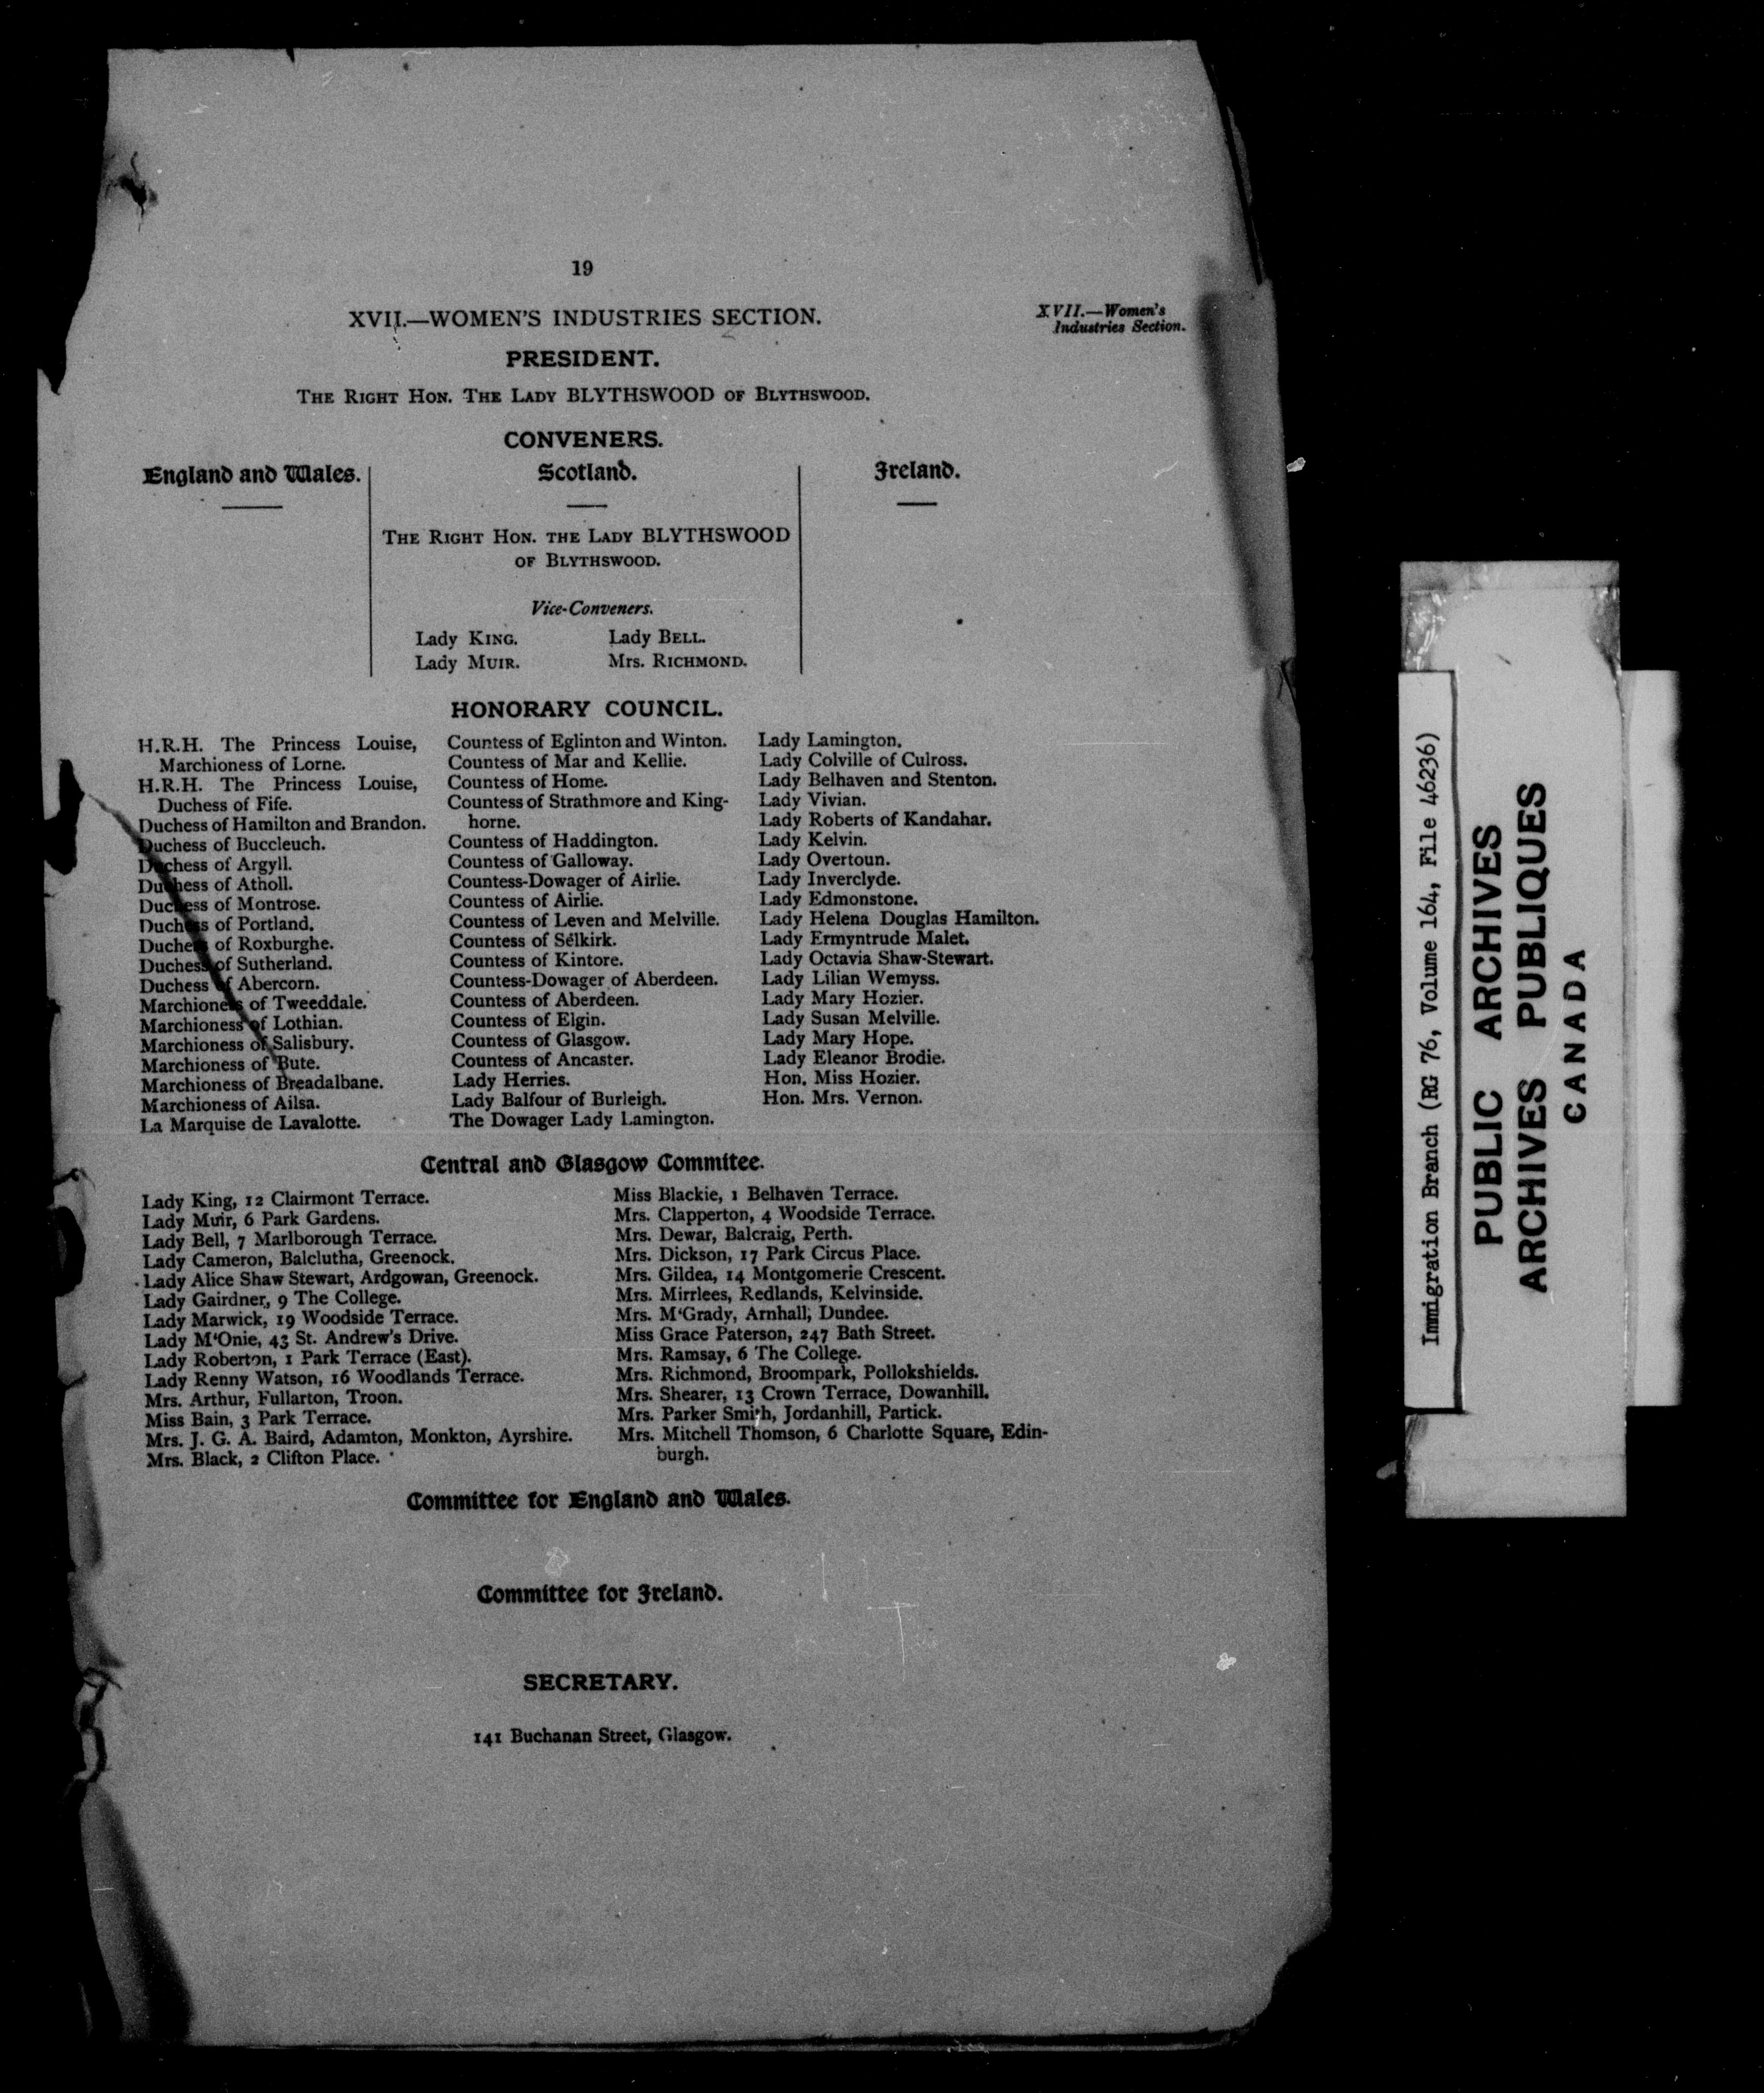 19
XVII.—WOMEN'S INDUSTRIES SECTION.
XVII.—Women's
Industries Section.
PRESIDENT.
THE RIGHT HON. THE LADY BLYTHSWOOD OF BLYTHSWOOD.
CONVENERS.
England and Wales.
Scotland.
THE RIGHT HON. THE LADY BLYTHSWOOD
OF BLYTHSWOOD.
Vice-Conveners.
Lady KING.
Lady MUIR.
Lady BELL.
Mrs. RICHMOND.
Ireland.
HONORARY COUNCIL.
H.R.H. The Princess Louise,
Marchioness of Lorne.
H.R.H. The Princess Louise,
Duchess of Fife.
Duchess of Hamilton and Brandon.
Duchess of Buccleuch.
Duchess of Argyll.
Duchess of Atholl.
Duchess of Montrose.
Duchess of Portland.
Duchess of Roxburghe.
Duchess of Sutherland.
Duchess of Abercorn.
Marchioness of Tweeddale.
Marchioness of Lothian.
Marchioness of Salisbury.
Marchioness of Bute.
Marchioness of Breadalbane.
Marchioness of Ailsa.
La Marquise de Lavalotte.
Countess of Eglinton and Winton.
Countess of Mar and Kellie.
Countess of Home.
Countess of Strathmore and King-
horne.
Countess of Haddington.
Countess of Galloway.
Countess-Dowager of Airlie.
Countess of Airlie.
Countess of Leven and Melville.
Countess of Selkirk.
Countess of Kintore.
Countess-Dowager of Aberdeen.
Countess of Aberdeen.
Countess of Elgin.
Countess of Glasgow.
Countess of Ancaster.
Lady Herries.
Lady Balfour of Burleigh.
The Dowager Lady Lamington.
Lady Lamington.
Lady Colville of Culross.
Lady Belhaven and Stenton.
Lady Vivian.
Lady Roberts of Kandahar.
Lady Kelvin.
Lady Overtoun.
Lady Inverclyde.
Lady Edmonstone.
Lady Helena Douglas Hamilton.
Lady Ermyntrude Malet.
Lady Octavia Shaw-Stewart.
Lady Lilian Wemyss.
Lady Mary Hozier.
Lady Susan Melville.
Lady Mary Hope.
Lady Eleanor Brodie.
Hon. Miss Hozier.
Hon. Mrs. Vernon.
Central and Glasgow Commitee.
Lady King, 12 Clairmont Terrace.
Lady Muir, 6 Park Gardens.
Lady Bell, 7 Marlborough Terrace.
Lady Cameron, Balclutha, Greenock.
Lady Alice Shaw Stewart, Ardgowan, Greenock.
Lady Gairdner, 9 The College.
Lady Marwick, 19 Woodside Terrace.
Lady M'Onie, 43 St. Andrew's Drive.
Lady Roberton, 1 Park Terrace (East).
Lady Renny Watson, 16 Woodlands Terrace.
Mrs. Arthur, Fullarton, Troon.
Miss Bain, 3 Park Terrace.
Mrs. J. G. A. Baird, Adamton, Monkton, Ayrshire.
Mrs. Black, 2 Clifton Place.
Miss Blackie, 1 Belhaven Terrace.
Mrs. Clapperton, 4 Woodside Terrace.
Mrs. Dewar, Balcraig, Perth.
Mrs. Dickson, 17 Park Circus Place.
Mrs. Gildea, 14 Montgomerie Crescent.
Mrs. Mirrlees, Redlands, Kelvinside.
Mrs. M'Grady, Arnhall, Dundee.
Miss Grace Paterson, 247 Bath Street.
Mrs. Ramsay, 6 The College.
Mrs. Richmond, Broompark, Pollokshields.
Mrs. Shearer, 13 Crown Terrace, Dowanhill.
Mrs. Parker Smith, Jordanhill, Partick.
Mrs. Mitchell Thomson, 6 Charlotte Square, Edin-
burgh.
Committee for England and Wales.
Committee for Ireland.
SECRETARY.
141 Buchanan Street, Glasgow.
Immigration Branch (RG 76, Volume 164, File 46236)
PUBLIC ARCHIVES
ARCHIVES PUBLIQUES
CANADA